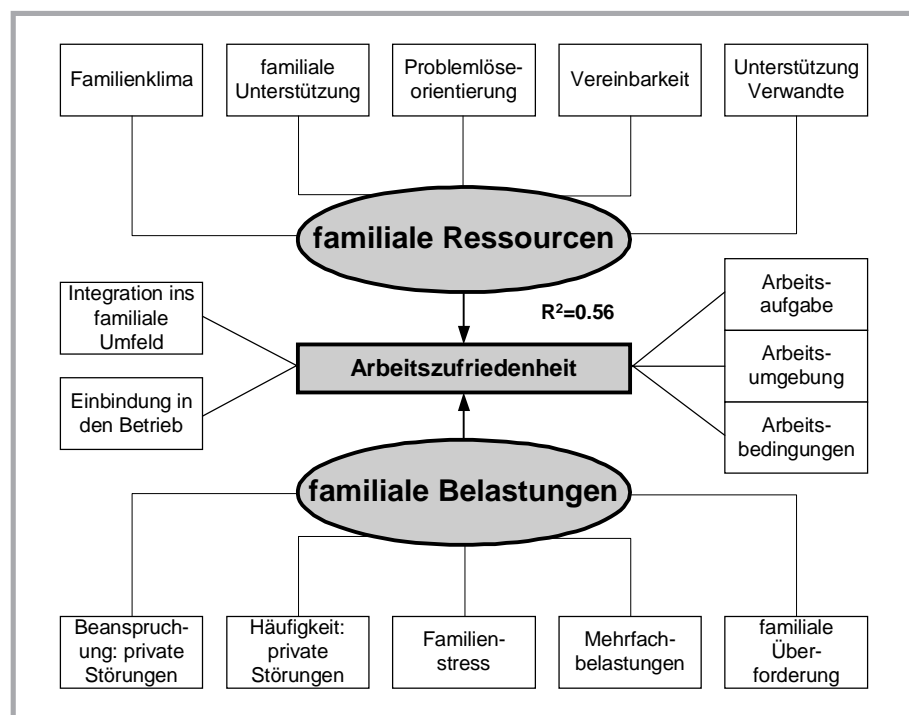 Familienklima
familiale
Unterstützung
Problemlöse-
orientierung
Vereinbarkeit
Unterstützung
Verwandte
familiale Ressourcen
Integration ins
familiale
Umfeld
R²=0.56
Arbeits-
aufgabe
Arbeitszufriedenheit
Arbeits-
umgebung
Einbindung in
den Betrieb
Arbeits-
bedingungen
familiale Belastungen
Beanspruch-
ung: private
Störungen
Häufigkeit:
private
Störungen
Familien-
stress
Mehrfach-
belastungen
familiale
Über-
forderung